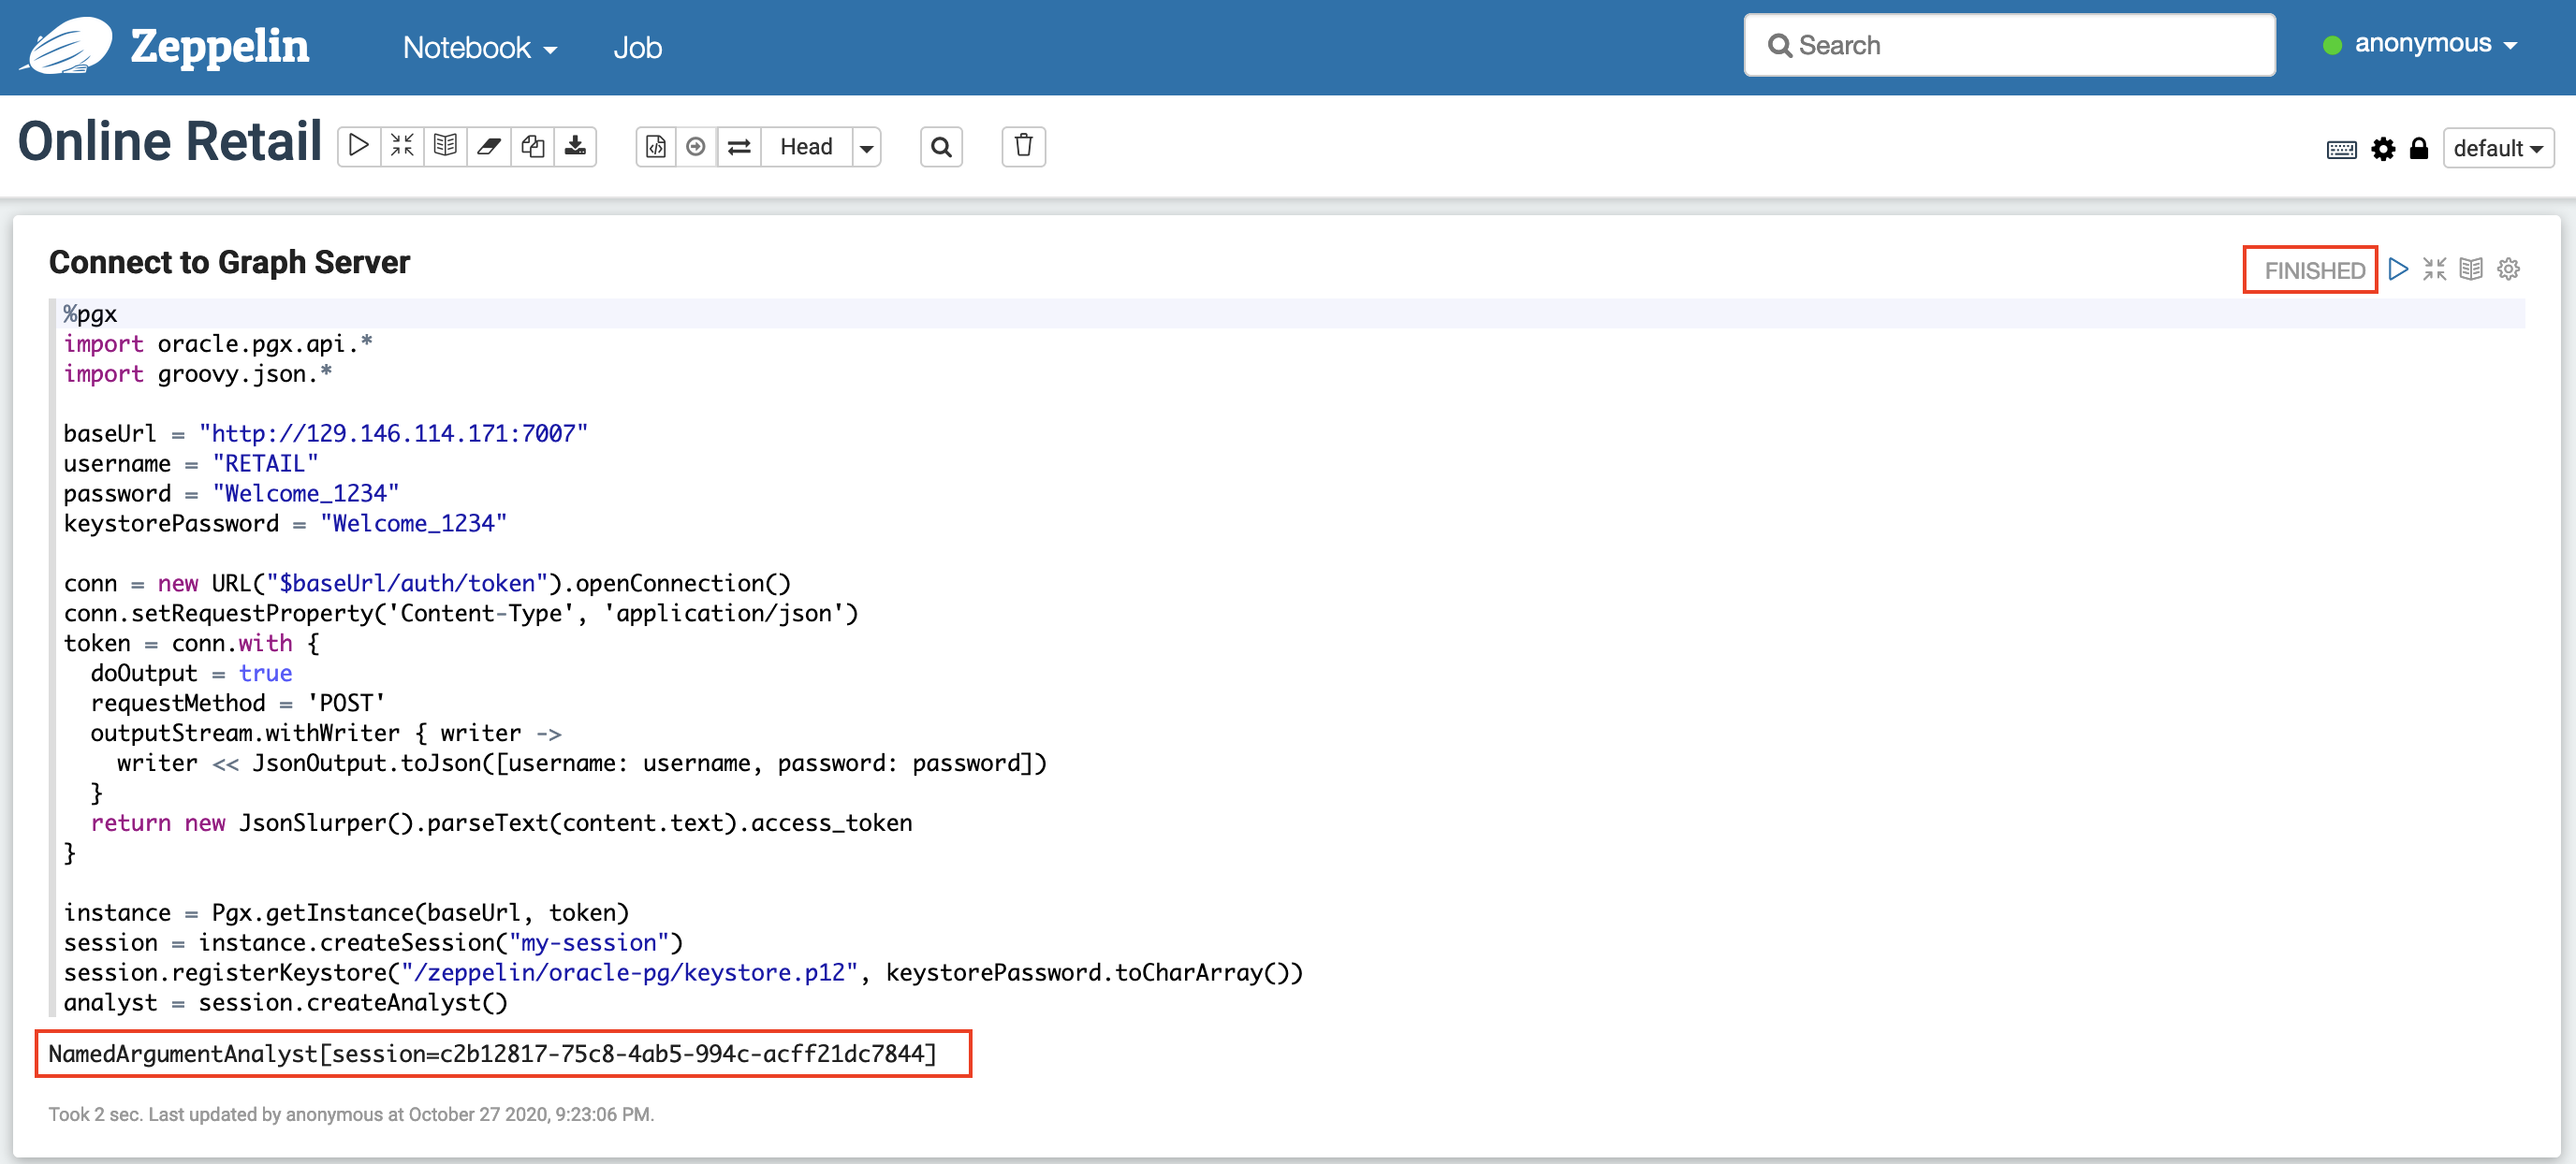 Zeppelin Notebook Job Search anonymous
Online Retail Head default
Connect to Graph Server FINISHED
%pgx
import oracle.pgx.api.*
import groovy.json.*
baseUrl = "http://129.146.114.171:7007"
username = "RETAIL"
password = "Welcome_1234"
keystorePassword = "Welcome_1234"
conn = new URL("$baseUrl/auth/token").openConnection()
conn.setRequestProperty('Content-Type', 'application/json')
token = conn.with {
  doOutput = true
  requestMethod = 'POST'
  outputStream.withWriter { writer ->
    writer << JsonOutput.toJson([username: username, password: password])
  }
  return new JsonSlurper().parseText(content.text).access_token
}
instance = Pgx.getInstance(baseUrl, token)
session = instance.createSession("my-session")
session.registerKeystore("/zeppelin/oracle-pg/keystore.p12", keystorePassword.toCharArray())
analyst = session.createAnalyst()
NamedArgumentAnalyst[session=c2b12817-75c8-4ab5-994c-acff21dc7844]
Took 2 sec. Last updated by anonymous at October 27 2020, 9:23:06 PM.